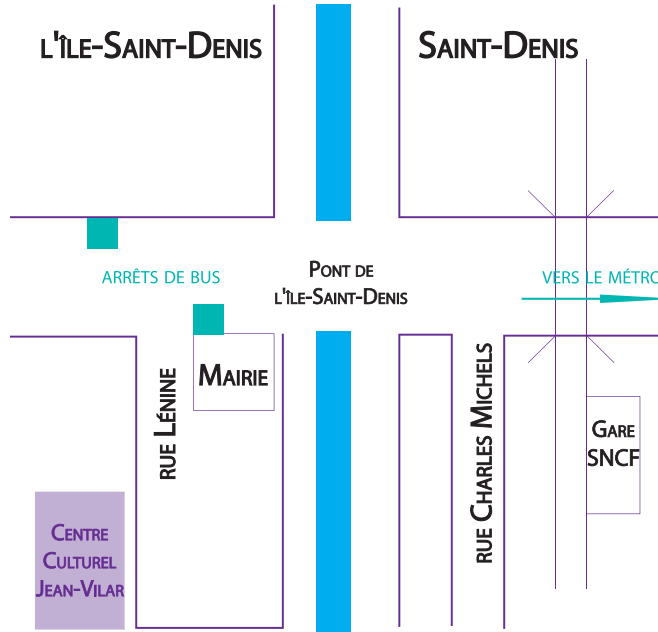 L'Île-Saint-Denis
Saint-Denis
ARRÊTS DE BUS
Pont de
l'Île-Saint-Denis
VERS LE MÉTRO
Mairie
rue Lénine
rue Charles Michels
Gare
SNCF
Centre
Culturel
Jean-Vilar